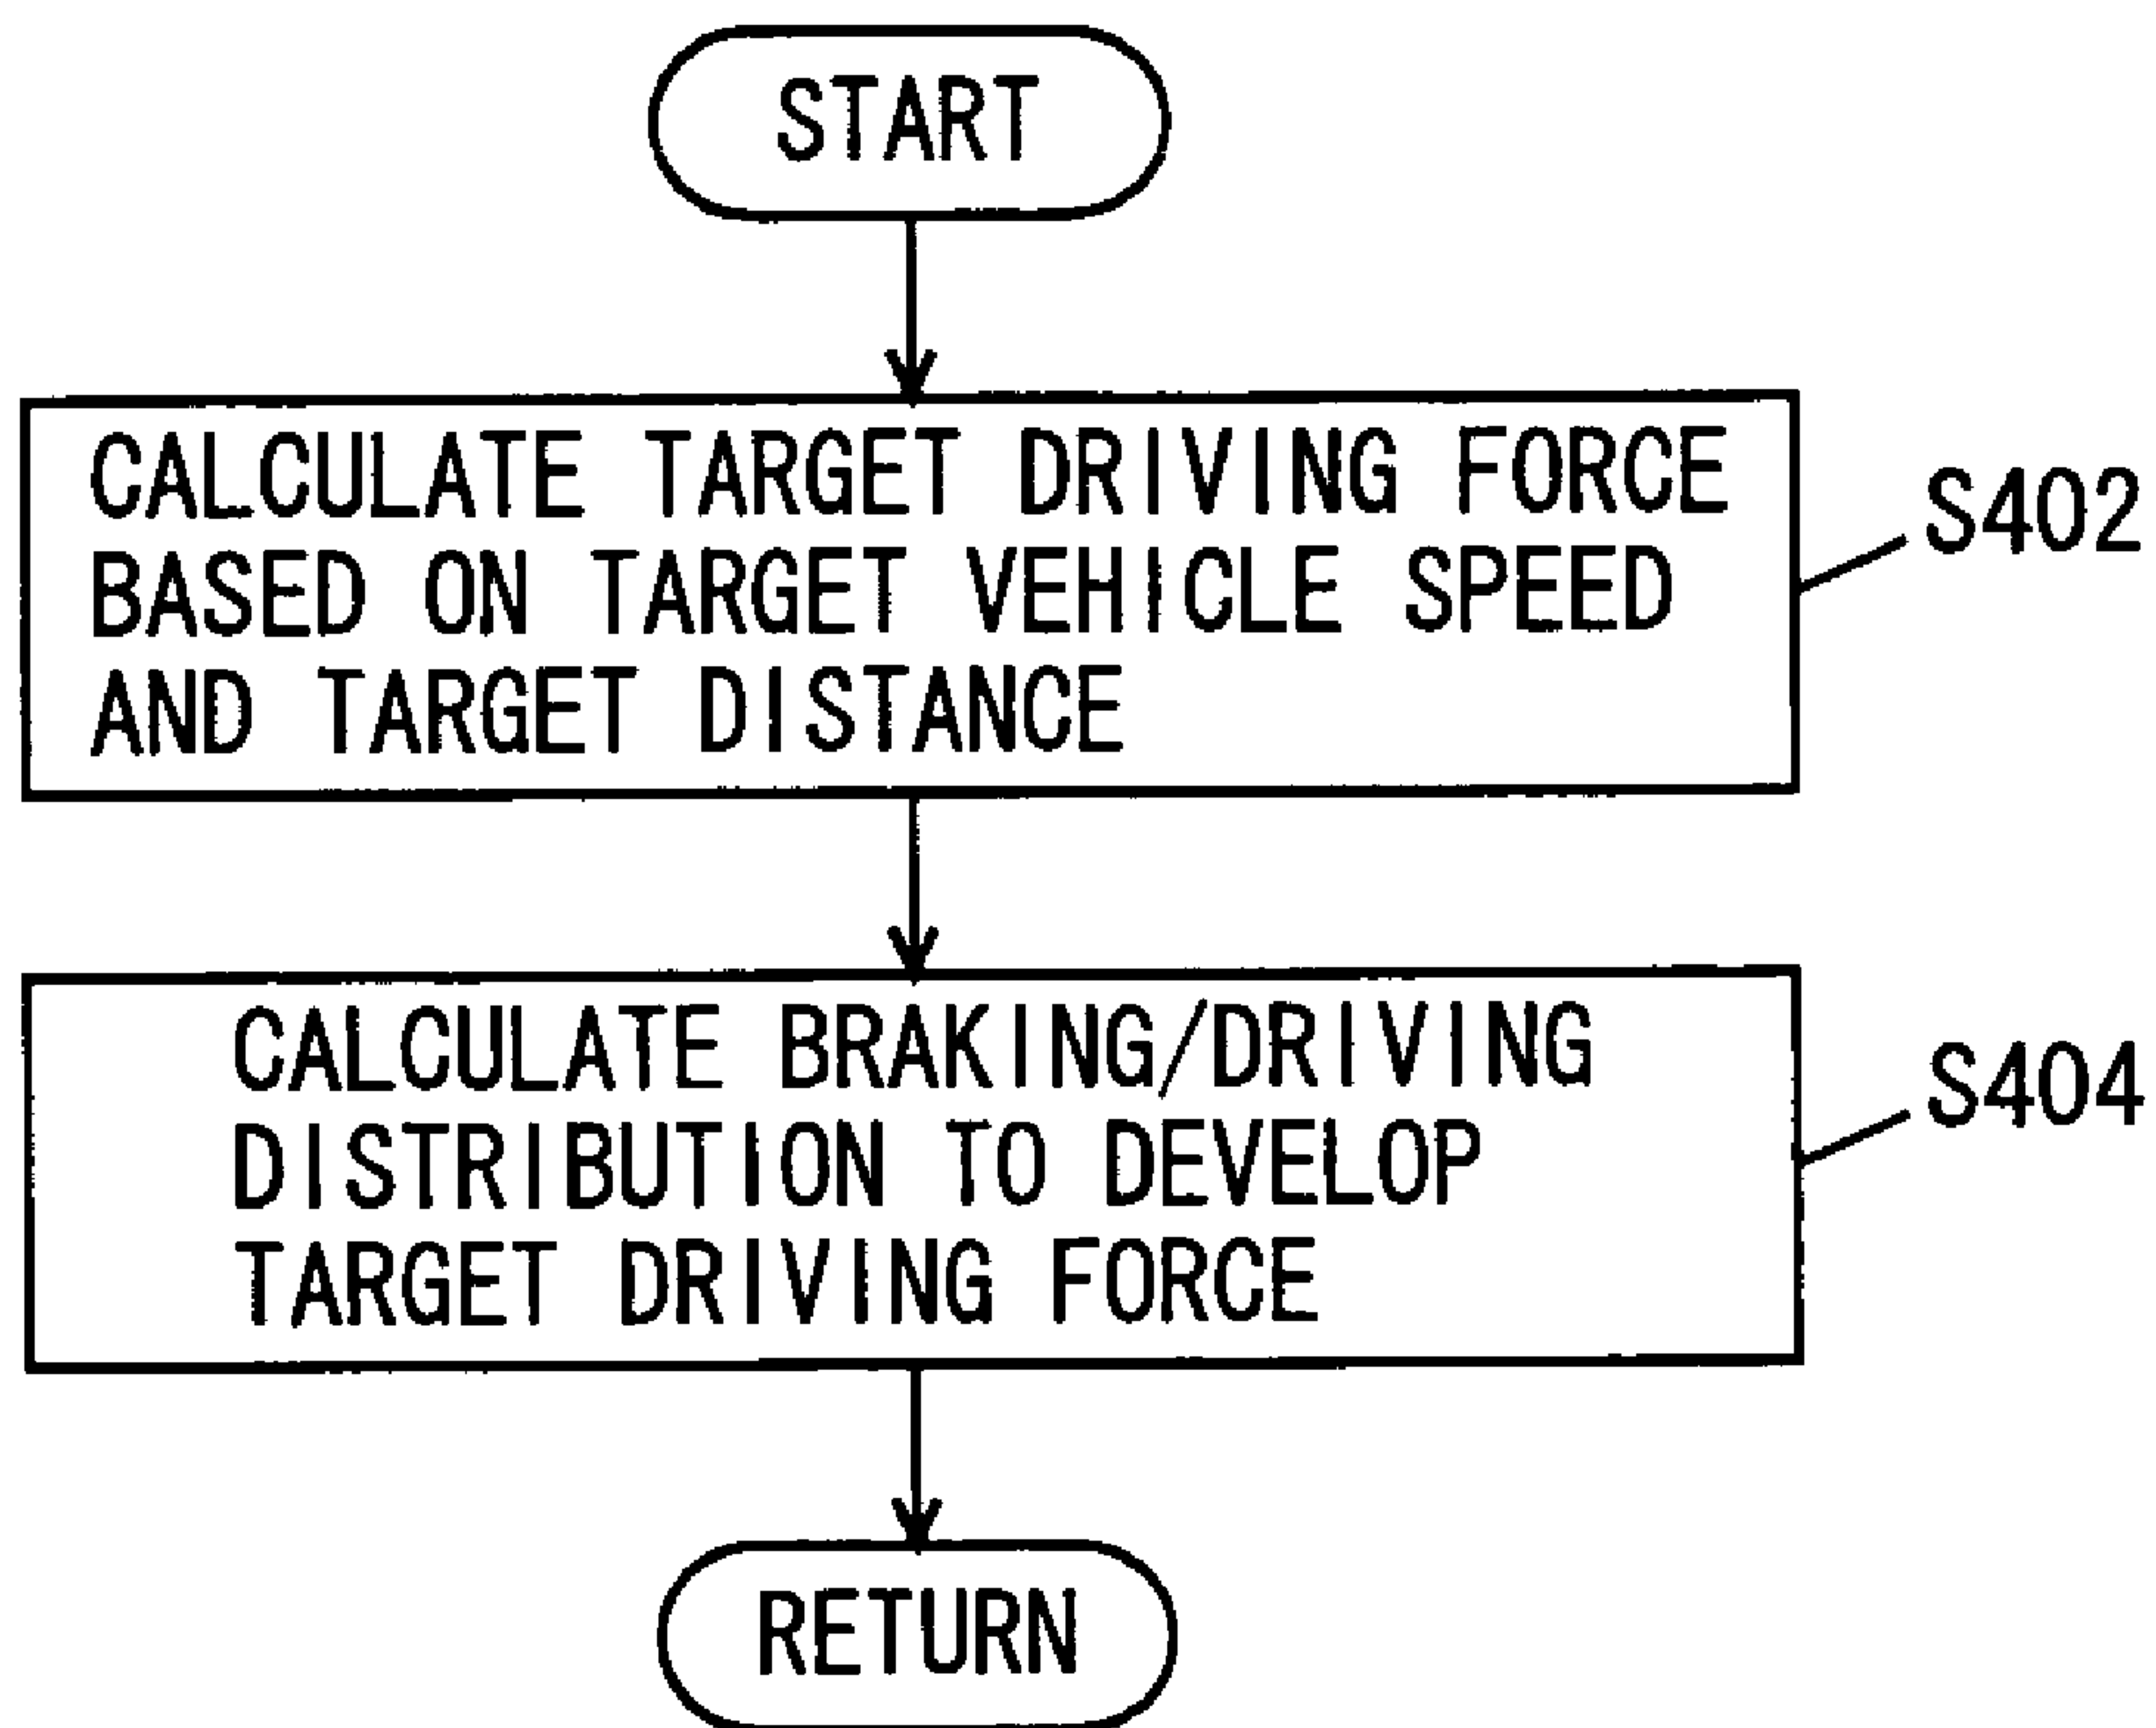 START
CALCULATE TARGET DRIVING FORCE
BASED ON TARGET VEHICLE SPEED
AND TARGET DISTANCE
S402
CALCULATE BRAKING/DRIVING
DISTRIBUTION TO DEVELOP
TARGET DRIVING FORCE
S404
RETURN